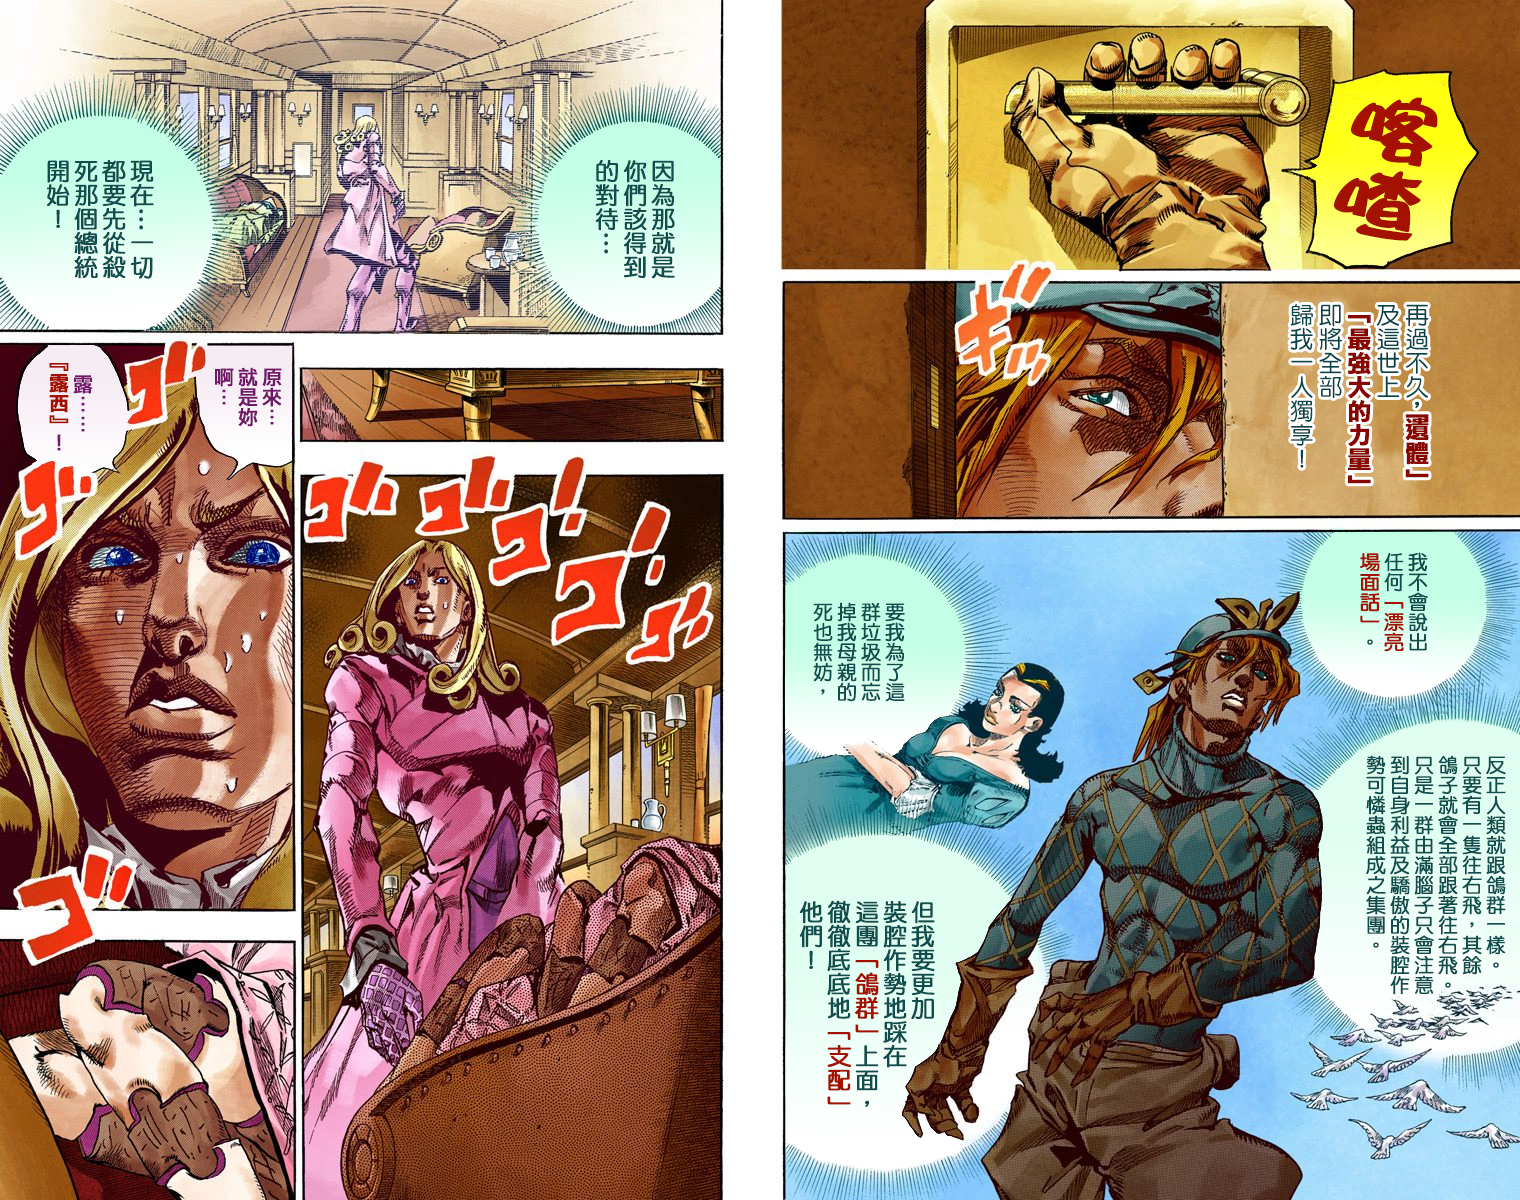 喀喳
再過不久,「遺體」
及這世上
「最強大的力量」
即將全部
歸我一人獨享!
ギギ
我不會說出
任何「漂亮
場面話」。
反正人類就跟鴿群一樣。
只要有一隻往右飛,其餘
鴿子就會全部跟著往右飛。
只是一群由滿腦子只會注意
到自身利益及驕傲的裝腔作
勢可憐蟲組成之集團。
要我為了這
群垃圾而忘
掉我母親的
死也無妨,
但我要更加
裝腔作勢地踩在
這團「鴿群」上面,
徹徹底底地「支配」
他們!
因為那就是
你們該得到
的對待…
現在…一切
都要先從殺
死那個總統
開始!
ゴゴゴゴゴ
原來…
就是妳
啊…
露……
『露西』!
ゴゴゴ